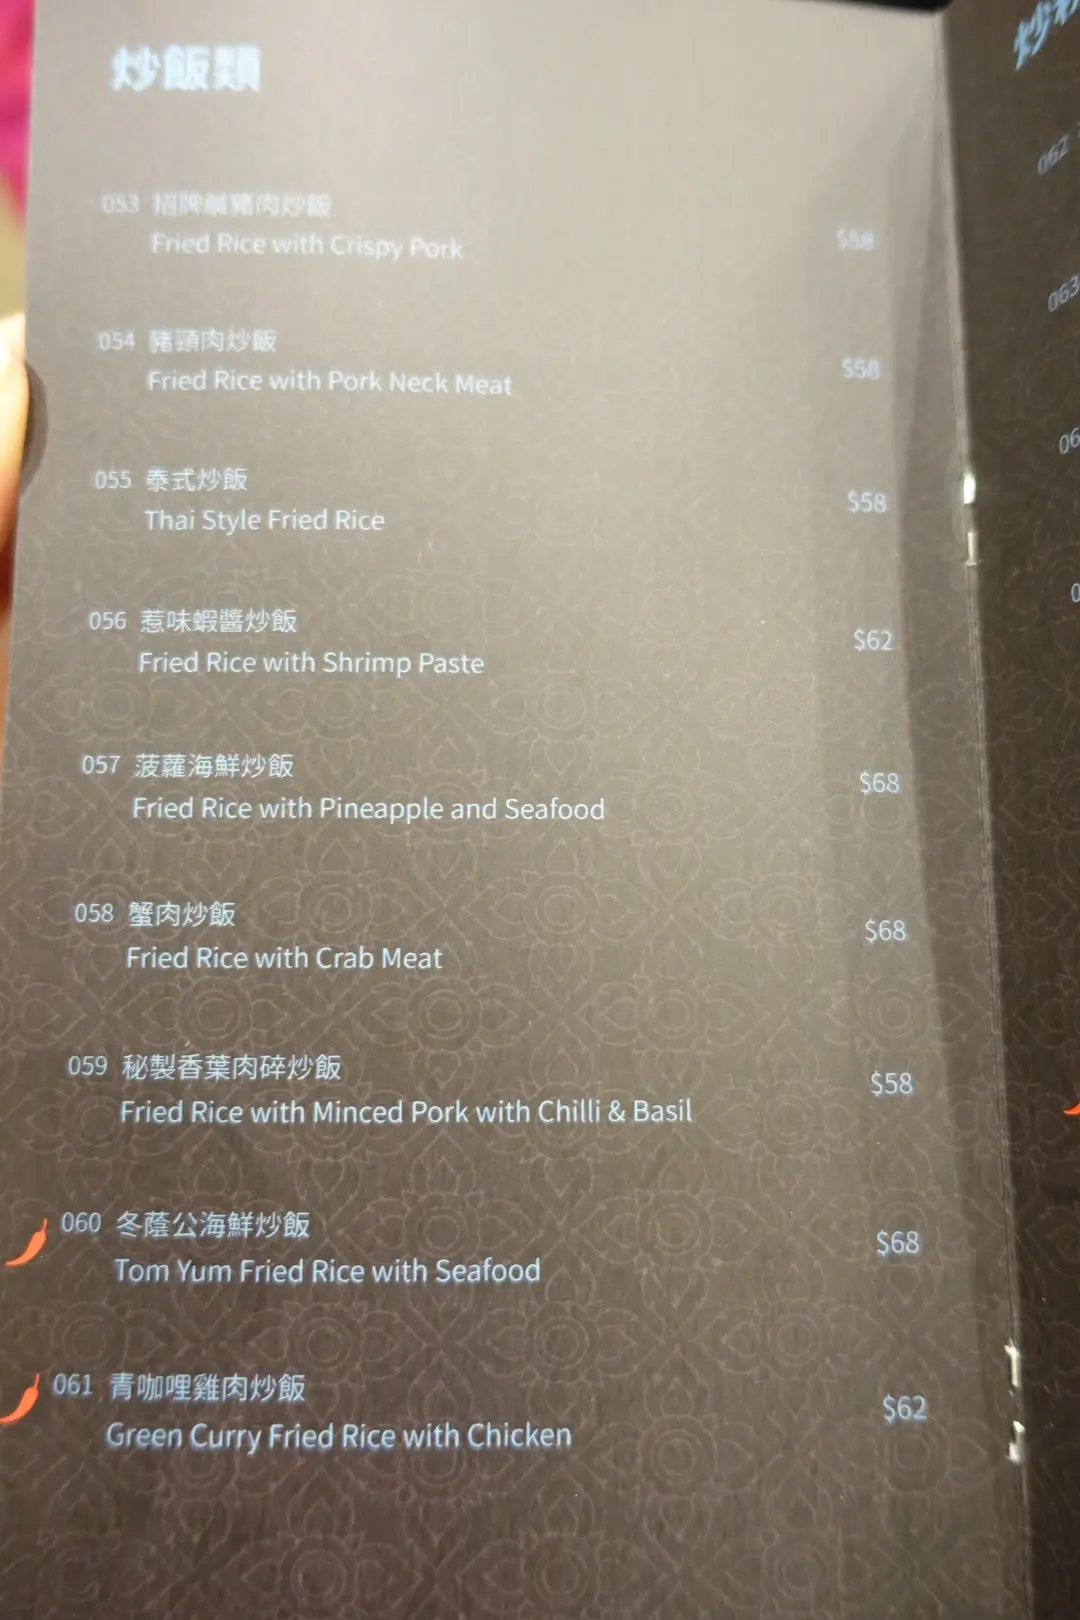 炒飯類
053 招牌鹹豬肉炒飯
Fried Rice with Crispy Pork
$58
054 豬頸肉炒飯
Fried Rice with Pork Neck Meat
$58
055 泰式炒飯
Thai Style Fried Rice
$58
056 惹味蝦醬炒飯
Fried Rice with Shrimp Paste
$62
057 菠蘿海鮮炒飯
Fried Rice with Pineapple and Seafood
$68
058 蟹肉炒飯
Fried Rice with Crab Meat
$68
059 秘製香葉肉碎炒飯
Fried Rice with Minced Pork with Chilli & Basil
$58
060 冬蔭公海鮮炒飯
Tom Yum Fried Rice with Seafood
$68
061 青咖哩雞肉炒飯
Green Curry Fried Rice with Chicken
$62
炒
062
063